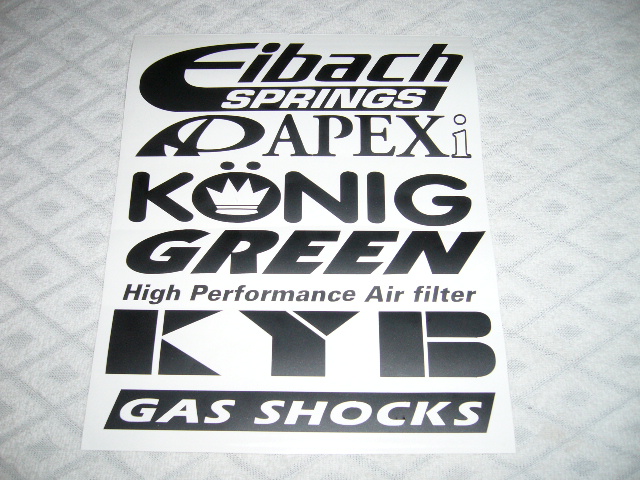 Eibach
SPRINGS
APEXi
KÖNIG
GREEN
High Performance Air filter
KYB
GAS SHOCKS